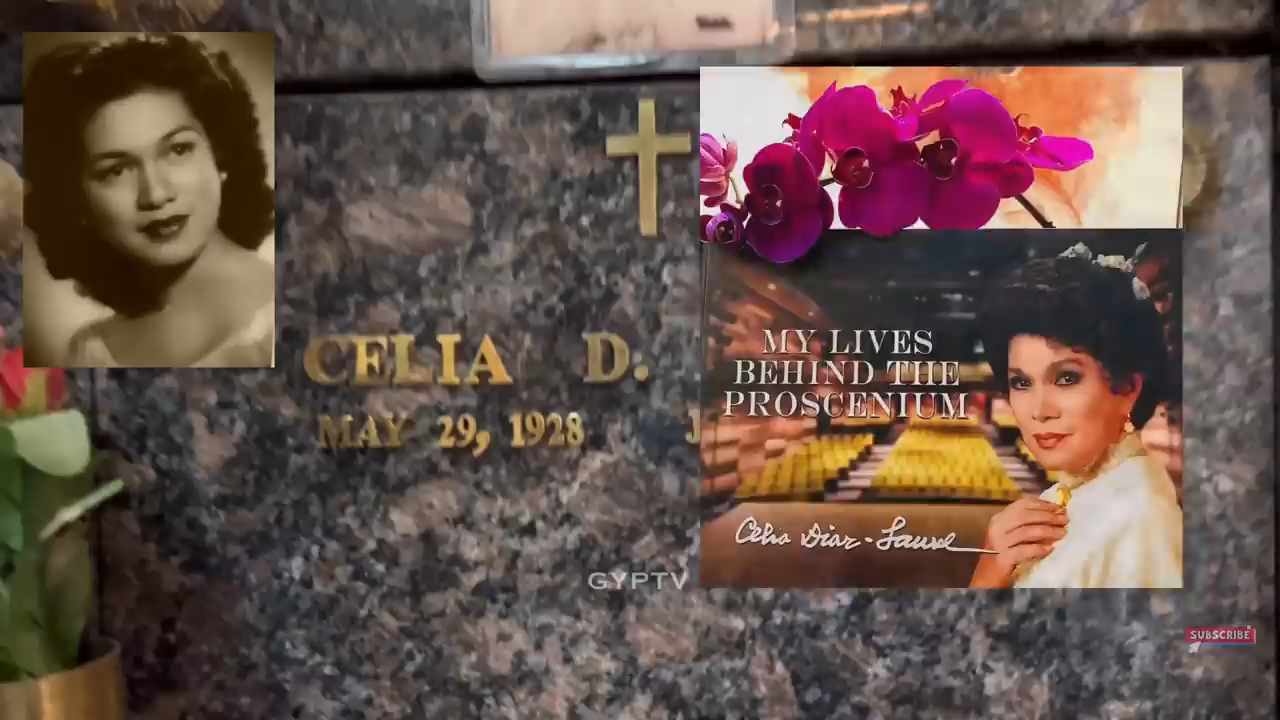 CELIA D.
MAY 29, 1928 J
MY LIVES
BEHIND THE
PROSCENIUM
Celia Diaz-Laurel
GYPTV
SUBSCRIBE